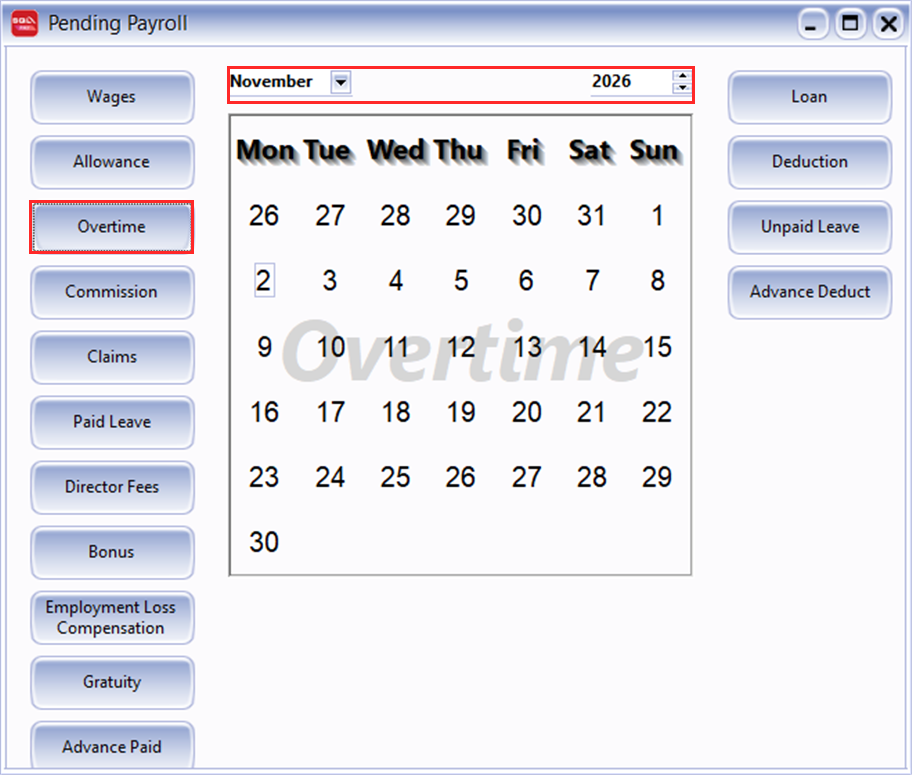 Pending Payroll
Wages
Allowance
Overtime
Commission
Claims
Paid Leave
Director Fees
Bonus
Employment Loss
Compensation
Gratuity
Advance Paid
November 2026
Mon Tue Wed Thu Fri Sat Sun
26 27 28 29 30 31 1
2 3 4 5 6 7 8
Overtime
9 10 11 12 13 14 15
16 17 18 19 20 21 22
23 24 25 26 27 28 29
30
Loan
Deduction
Unpaid Leave
Advance Deduct